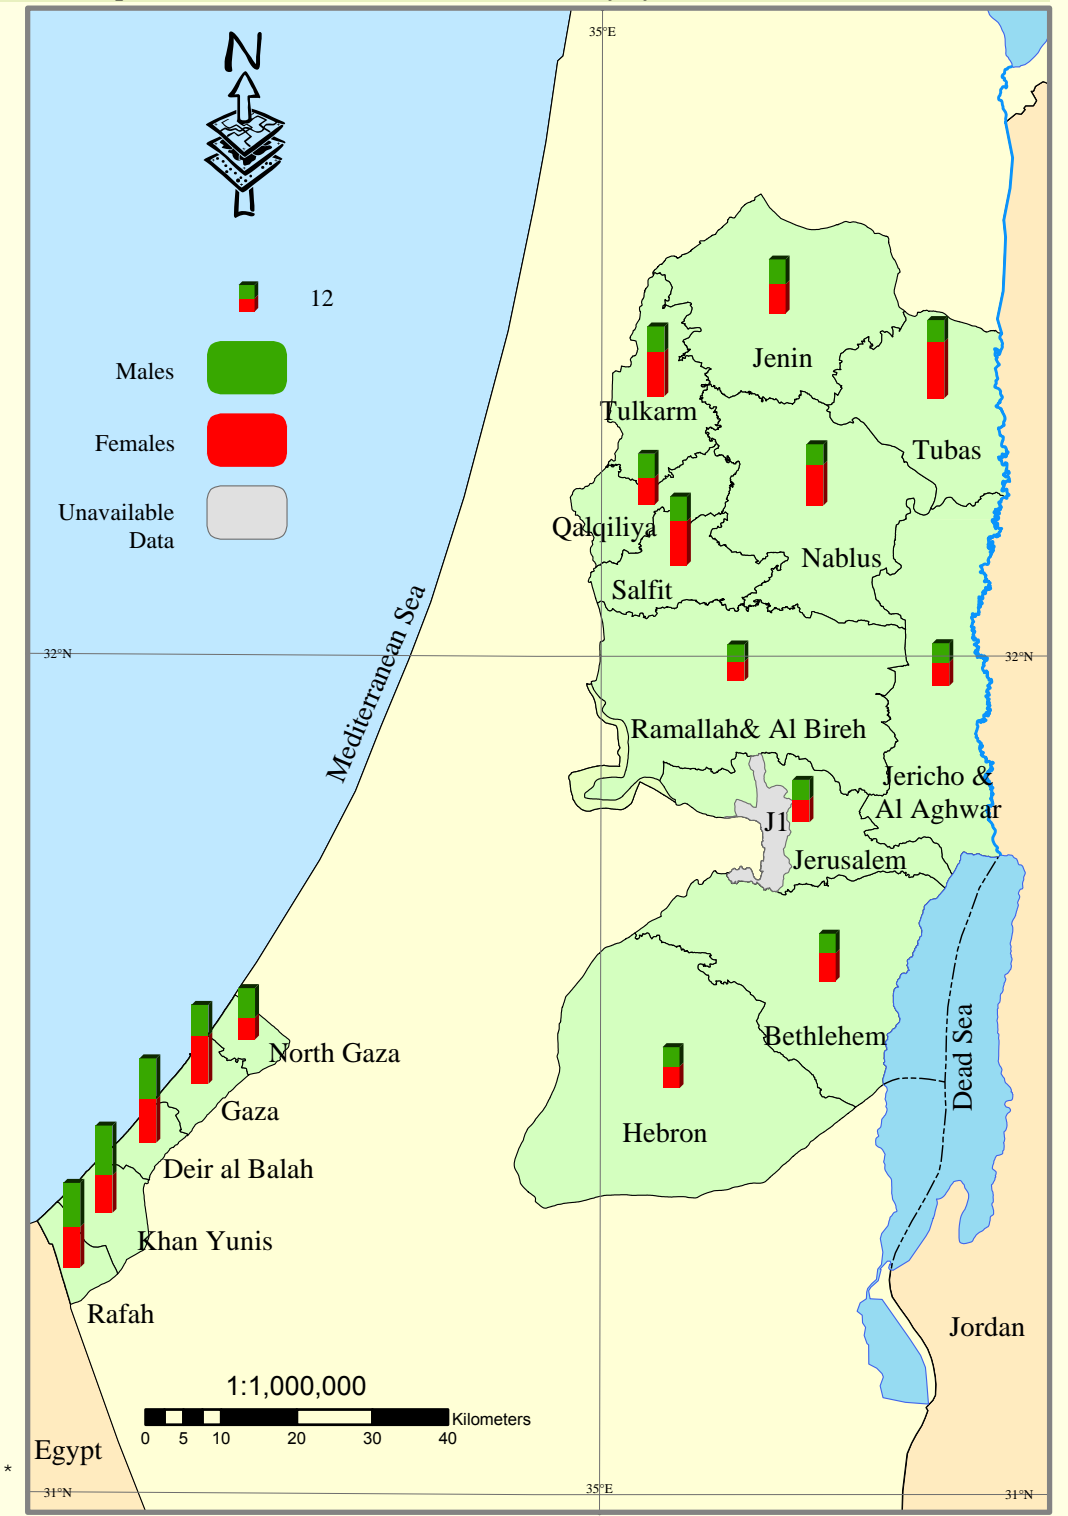 35°E
N
12
Males
Females
Unavailable
Data
Jenin
Tulkarm
Tubas
Qalqiliya
Nablus
Salfit
Mediterranean Sea
32°N
32°N
Ramallah& Al Bireh
Jericho &
Al Aghwar
J1
Jerusalem
Bethlehem
Dead Sea
North Gaza
Gaza
Hebron
Deir al Balah
Khan Yunis
Rafah
Jordan
1:1,000,000
Kilometers
0 5 10 20 30 40
Egypt
*
31°N
35°E
31°N